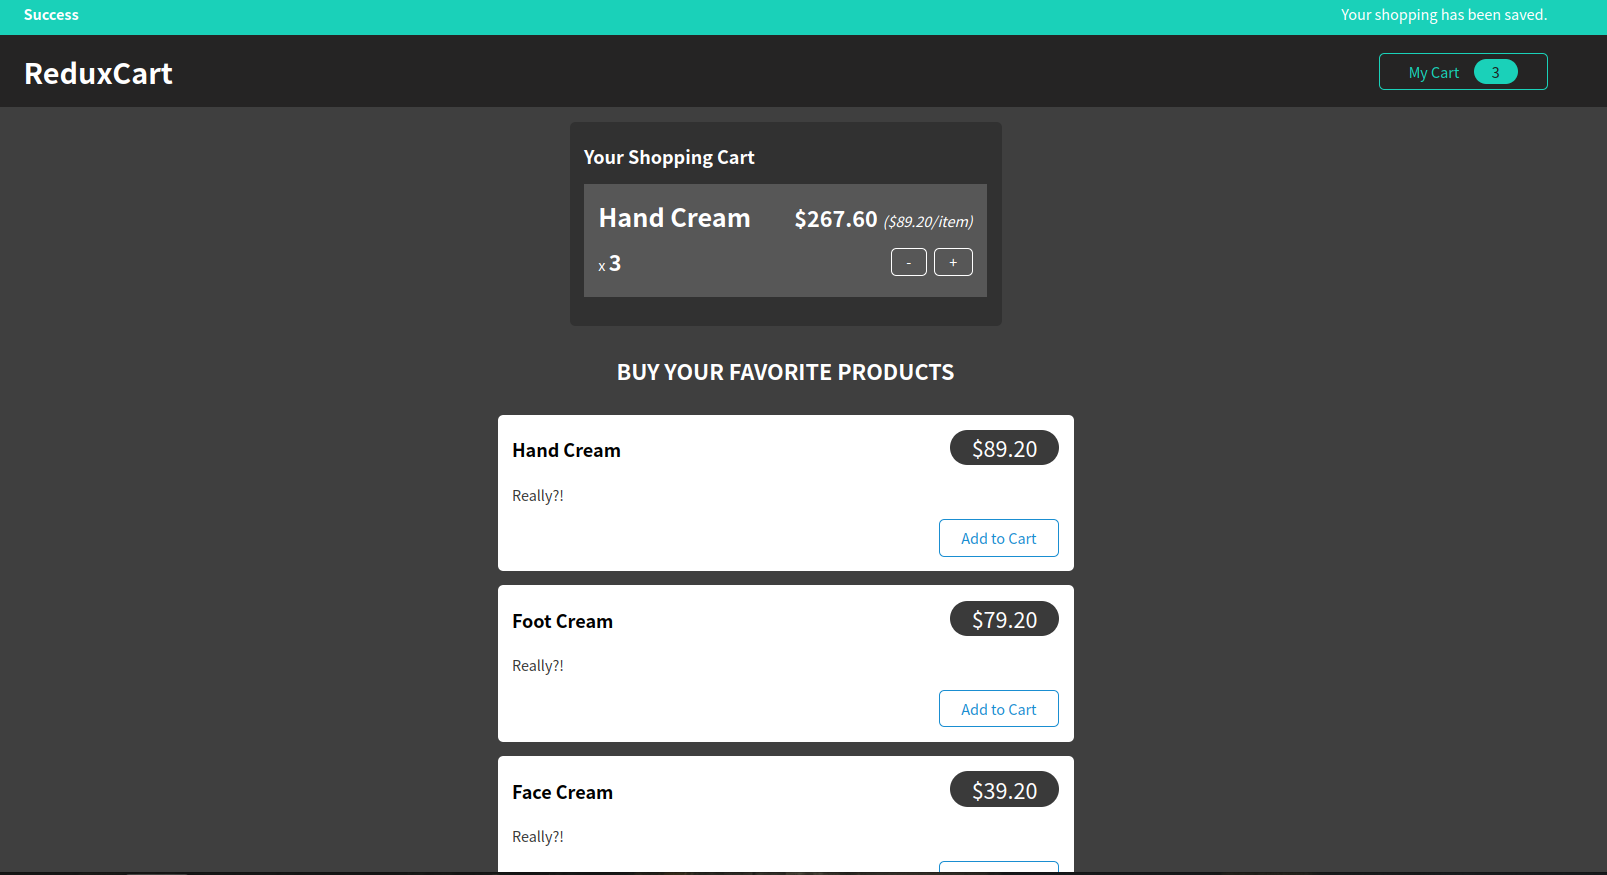 Success Your shopping has been saved.
ReduxCart My Cart 3
Your Shopping Cart
Hand Cream $267.60 ($89.20/item)
x 3 - +
BUY YOUR FAVORITE PRODUCTS
Hand Cream $89.20
Really?!
Add to Cart
Foot Cream $79.20
Really?!
Add to Cart
Face Cream $39.20
Really?!